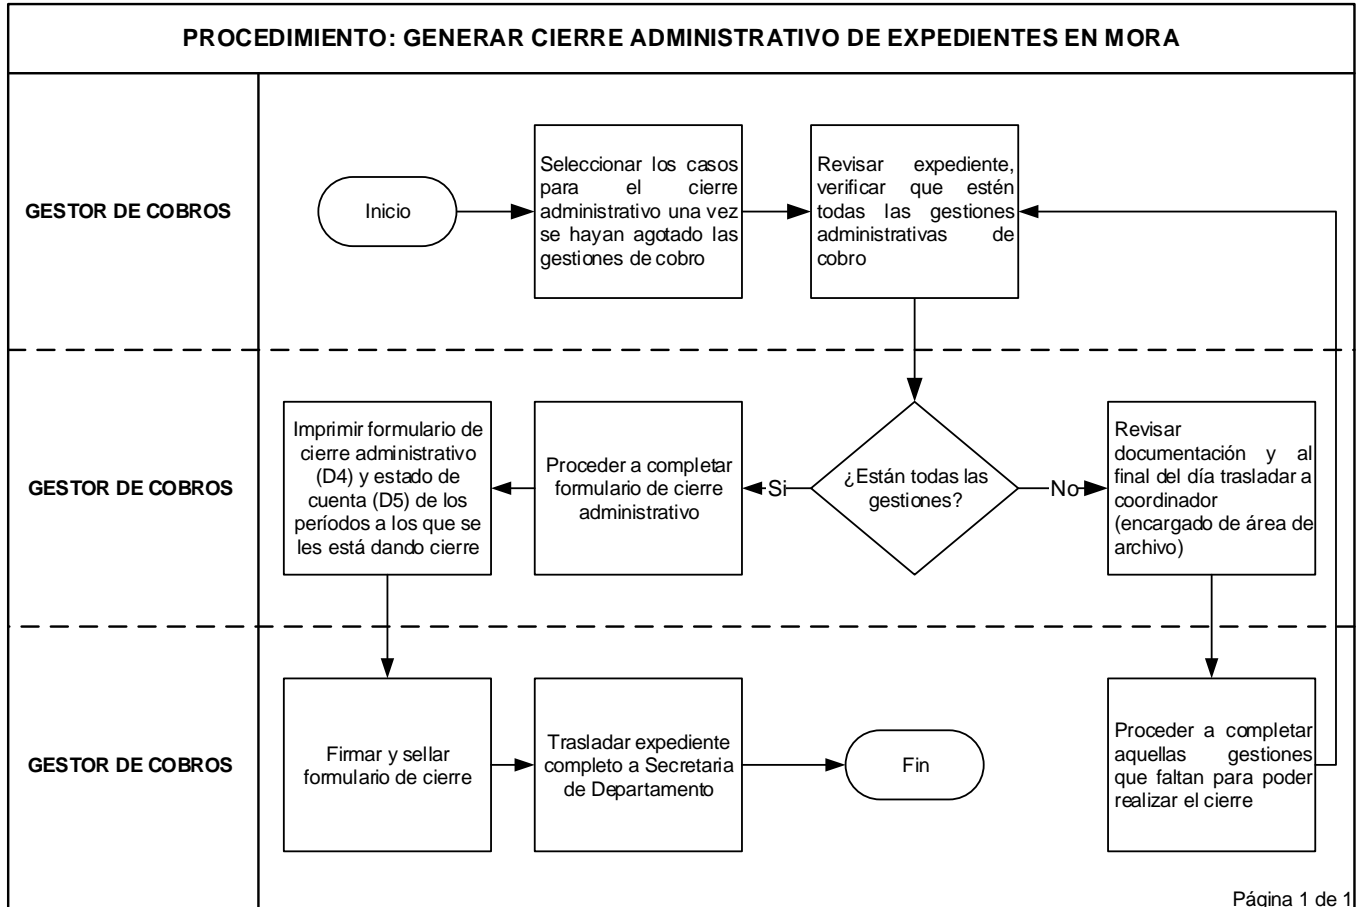 PROCEDIMIENTO: GENERAR CIERRE ADMINISTRATIVO DE EXPEDIENTES EN MORA
GESTOR DE COBROS
Inicio
Seleccionar los casos
para el cierre
administrativo una vez
se hayan agotado las
gestiones de cobro
Revisar expediente,
verificar que estén
todas las gestiones
administrativas de
cobro
GESTOR DE COBROS
Imprimir formulario de
cierre administrativo
(D4) y estado de
cuenta (D5) de los
períodos a los que se
les está dando cierre
Proceder a completar
formulario de cierre
administrativo
Si
¿Están todas las
gestiones?
No
Revisar
documentación y al
final del día trasladar a
coordinador
(encargado de área de
archivo)
GESTOR DE COBROS
Firmar y sellar
formulario de cierre
Trasladar expediente
completo a Secretaria
de Departamento
Fin
Proceder a completar
aquellas gestiones
que faltan para poder
realizar el cierre
Página 1 de 1